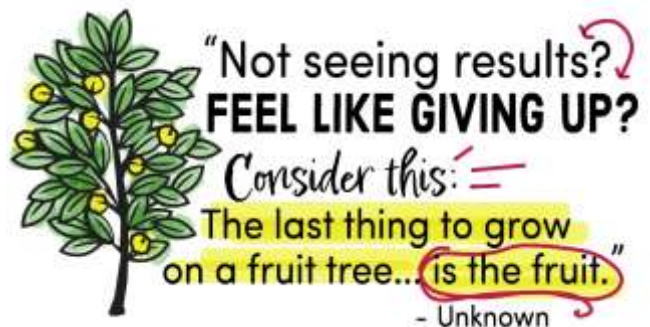 “Not seeing results?
FEEL LIKE GIVING UP?
Consider this:
The last thing to grow
on a fruit tree... is the fruit.”
- Unknown